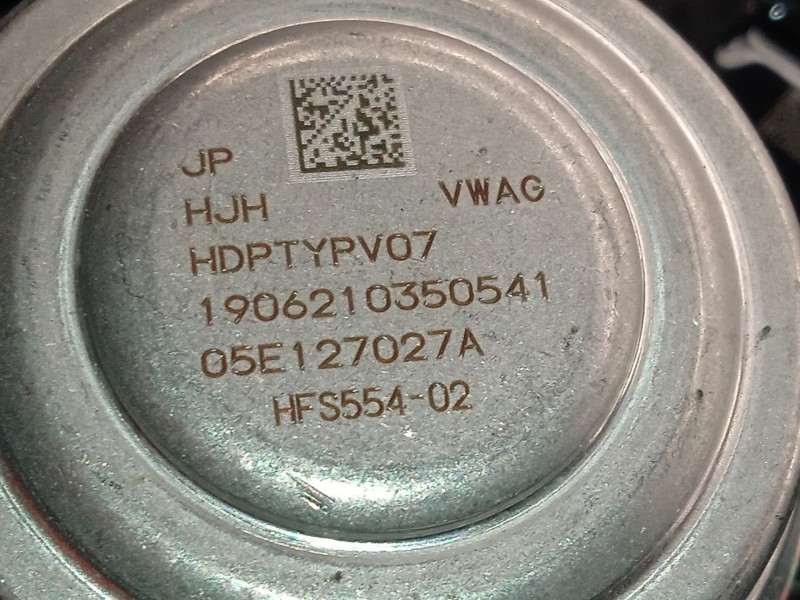 JP
HJH VWAG
HDPTYPV07
1906210350541
05E127027A
HFS554-02